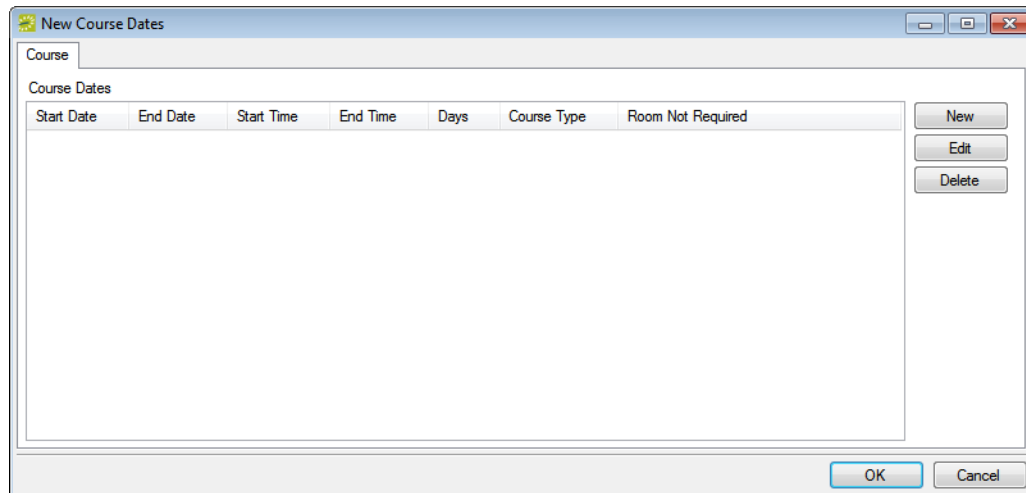 New Course Dates
Course
Course Dates
Start Date End Date Start Time End Time Days Course Type Room Not Required
New
Edit
Delete
OK Cancel